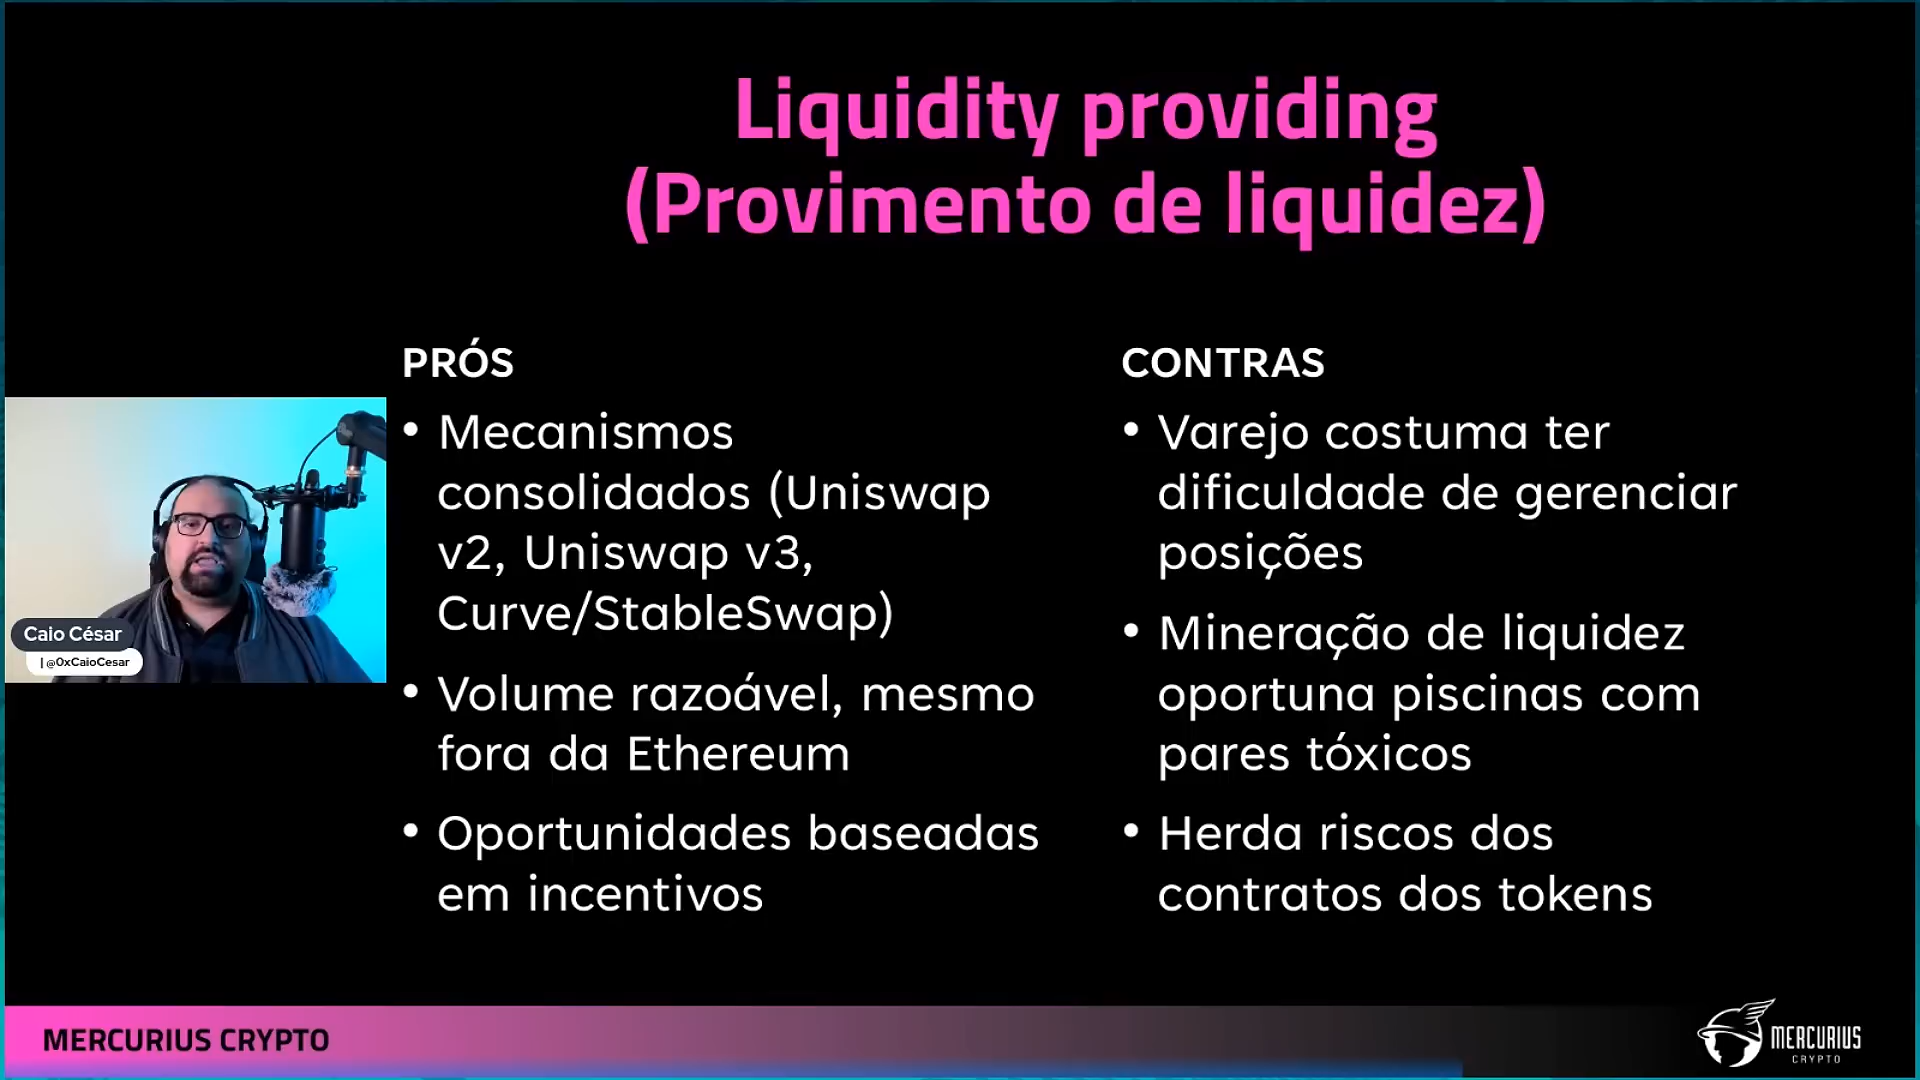 Liquidity providing
(Provimento de liquidez)
PRÓS
• Mecanismos
consolidados (Uniswap
v2, Uniswap v3,
Curve/StableSwap)
• Volume razoável, mesmo
fora da Ethereum
• Oportunidades baseadas
em incentivos
CONTRAS
• Varejo costuma ter
dificuldade de gerenciar
posições
• Mineração de liquidez
oportuna piscinas com
pares tóxicos
• Herda riscos dos
contratos dos tokens
Caio César
| @0xCaioCesar
MERCURIUS CRYPTO
MERCURIUS
CRYPTO